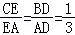 CE/EA = BD/AD = 1/3